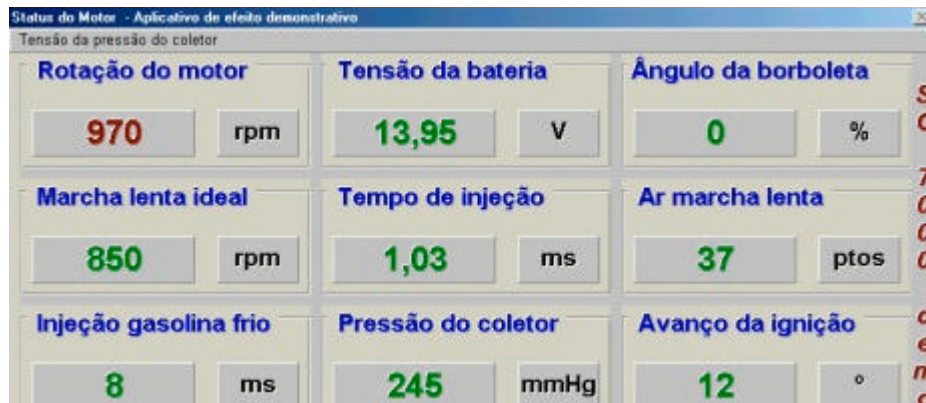 Status do Motor - Aplicativo de efeito demonstrativo
Tensão da pressão do coletor
Rotação do motor
970 rpm
Tensão da bateria
13,95 V
Ângulo da borboleta
0 %
Marcha lenta ideal
850 rpm
Tempo de injeção
1,03 ms
Ar marcha lenta
37 ptos
Injeção gasolina frio
8 ms
Pressão do coletor
245 mmHg
Avanço da ignição
12 °